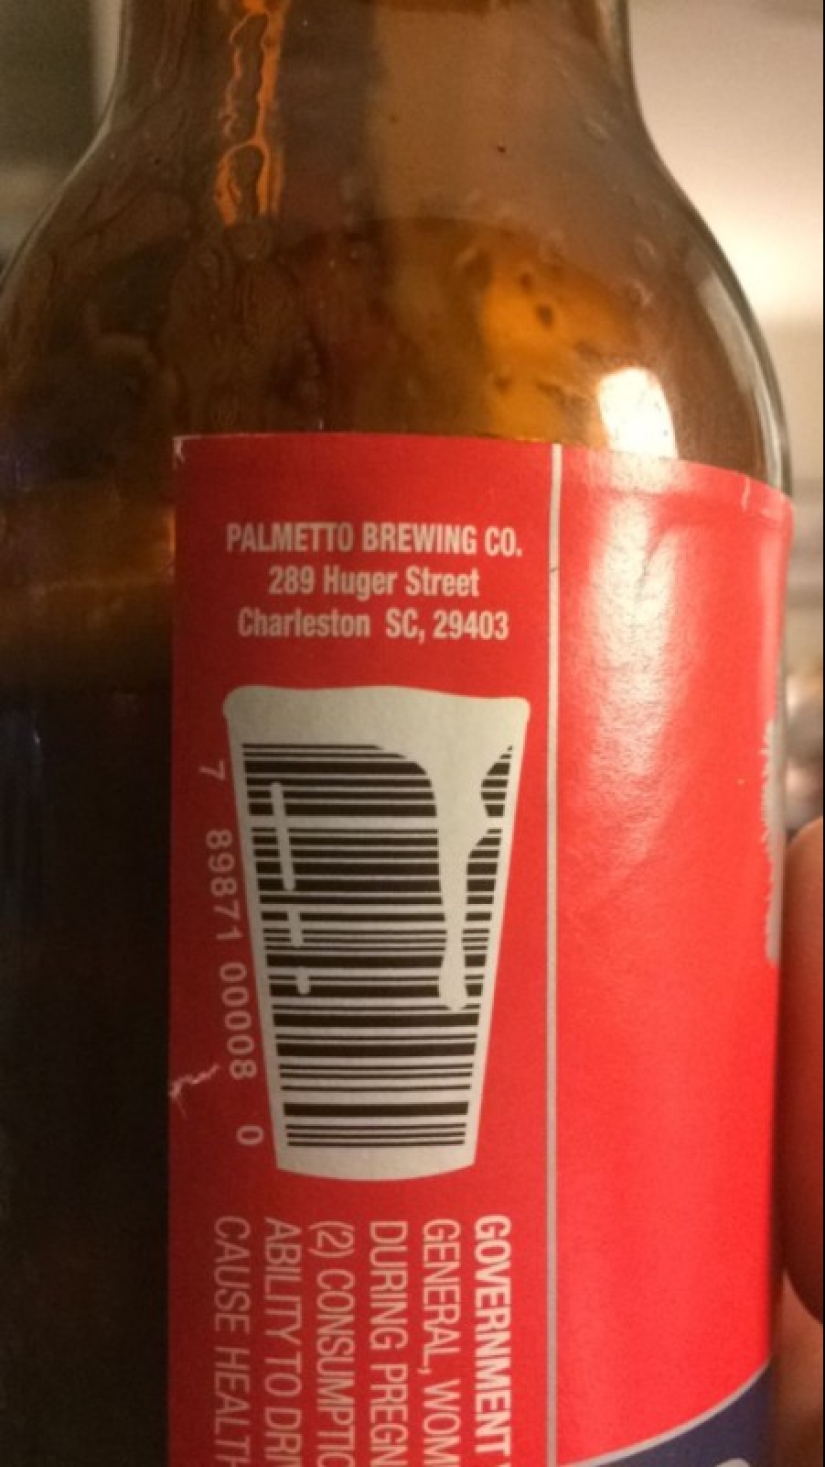 PALMETTO BREWING CO.
289 Huger Street
Charleston SC, 29403
7 89871 00008 0
GOVERNMENT
GENERAL, WOM
DURING PREGN
(2) CONSUMPTIO
ABILITY TO DRI
CAUSE HEALTH